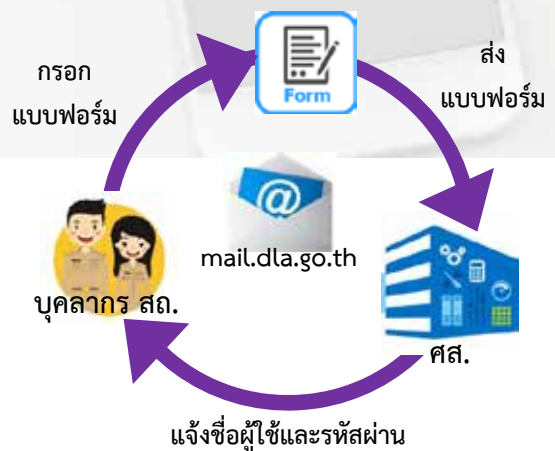 กรอก
แบบฟอร์ม
Form
ส่ง
แบบฟอร์ม
mail.dla.go.th
บุคลากร สถ.
ศส.
แจ้งชื่อผู้ใช้และรหัสผ่าน